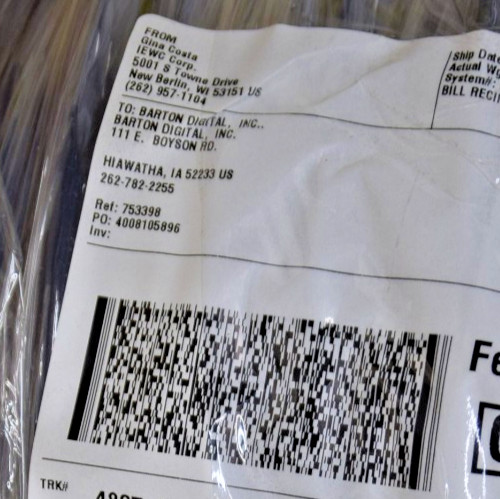 FROM
Gina Costa
IEWC Corp.
5001 S Towne Drive
New Berlin, WI 53151 US
(262) 957-1104
Ship Date
Actual W
System#:
BILL RECI
TO: BARTON DIGITAL, INC..
BARTON DIGITAL, INC.
111 E. BOYSON RD.
HIAWATHA, IA 52233 US
262-782-2255
Ref: 753398
PO: 4008105896
Inv:
Fe
TRK#